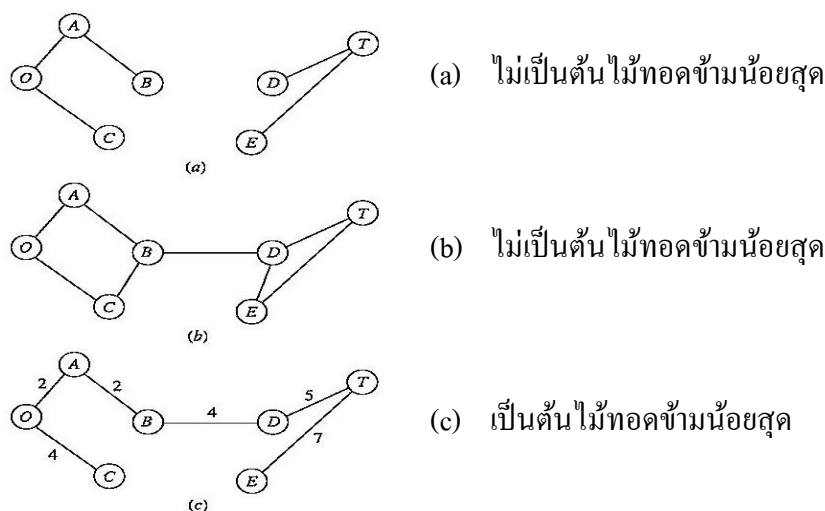 A
O
B
C
D
T
E
(a)
(a) ไม่เป็นต้นไม้ทอดข้ามน้อยสุด
A
O
B
C
D
T
E
(b)
(b) ไม่เป็นต้นไม้ทอดข้ามน้อยสุด
A
2
2
O
B
4
D
5
T
4
7
C
E
(c)
(c) เป็นต้นไม้ทอดข้ามน้อยสุด